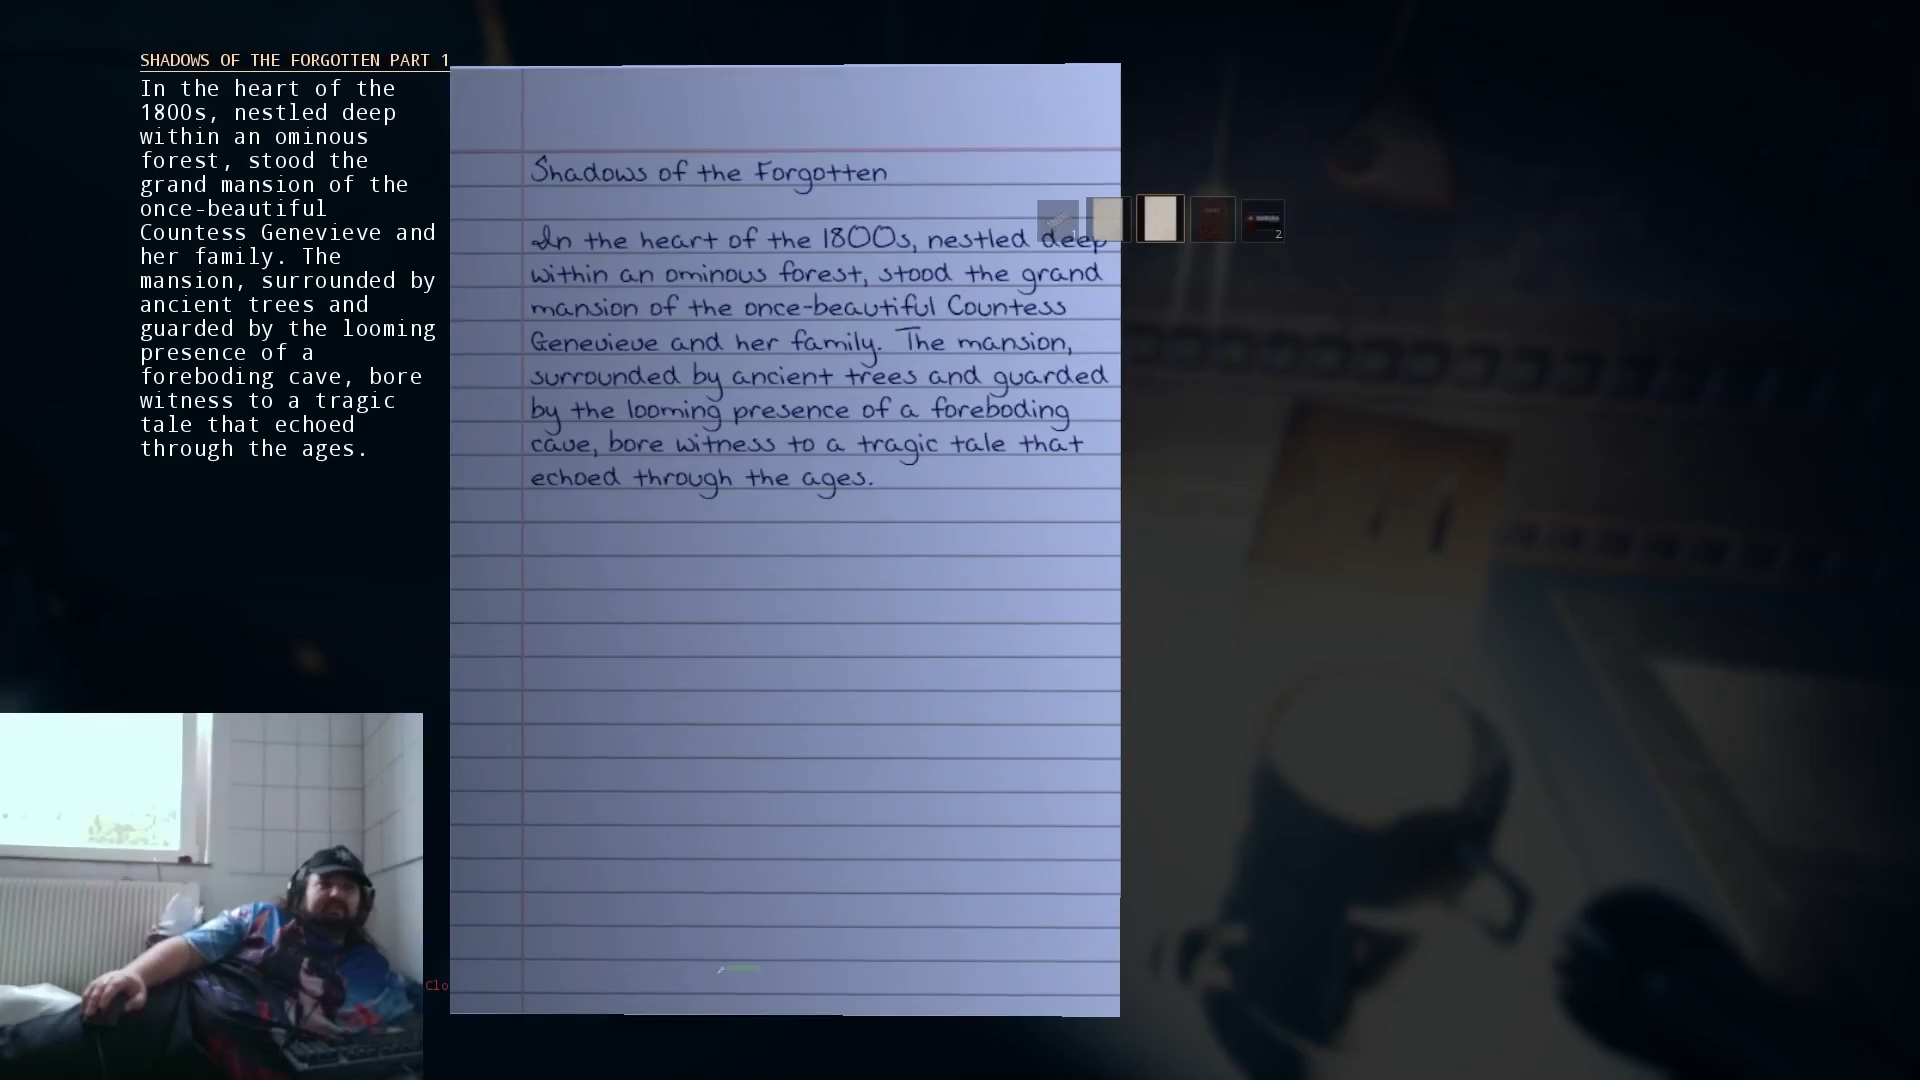 SHADOWS OF THE FORGOTTEN PART 1
In the heart of the
1800s, nestled deep
within an ominous
forest, stood the
grand mansion of the
once-beautiful
Countess Genevieve and
her family. The
mansion, surrounded by
ancient trees and
guarded by the looming
presence of a
foreboding cave, bore
witness to a tragic
tale that echoed
through the ages.
Shadows of the Forgotten
In the heart of the 1800s, nestled deep
within an ominous forest, stood the grand
mansion of the once-beautiful Countess
Genevieve and her family. The mansion,
surrounded by ancient trees and guarded
by the looming presence of a foreboding
cave, bore witness to a tragic tale that
echoed through the ages.
1
2
Clo